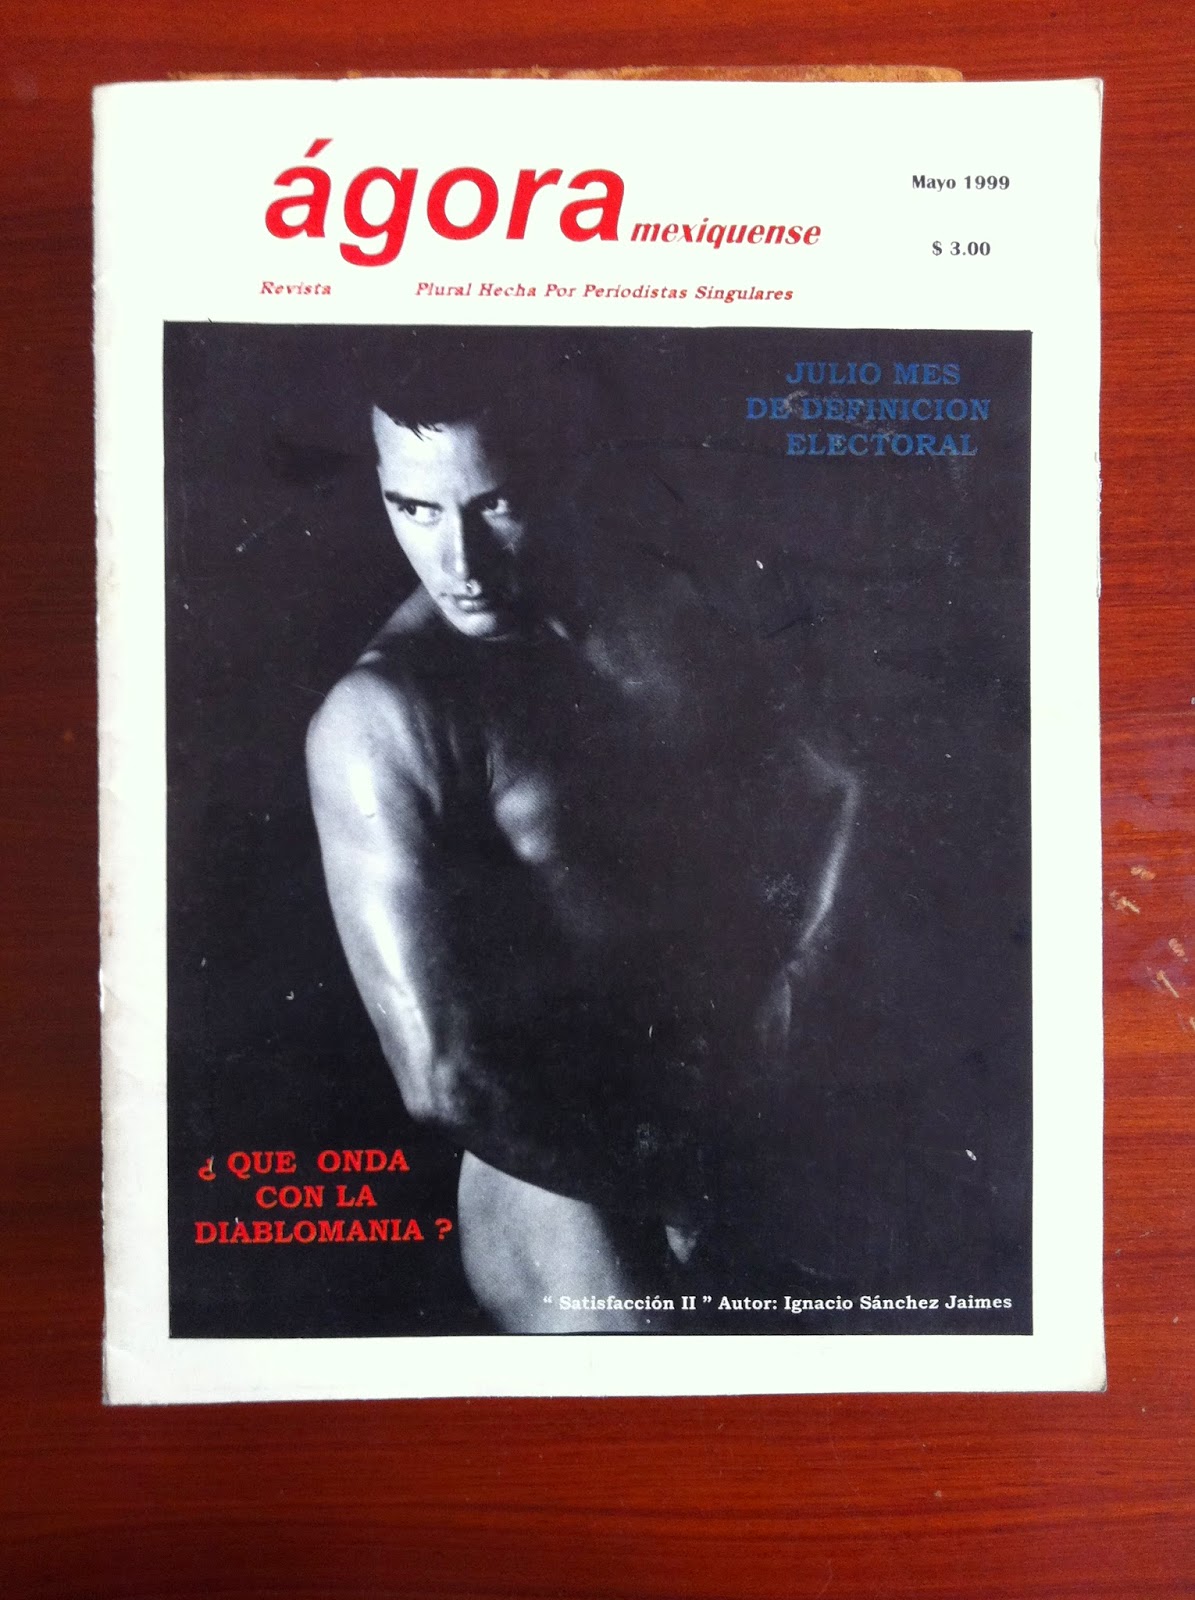 ágora mexiquense
Mayo 1999
$ 3.00
Revista Plural Hecha Por Periodistas Singulares
JULIO MES
DE DEFINICION
ELECTORAL
¿ QUE ONDA
CON LA
DIABLOMANIA ?
“ Satisfacción II ” Autor: Ignacio Sánchez Jaimes